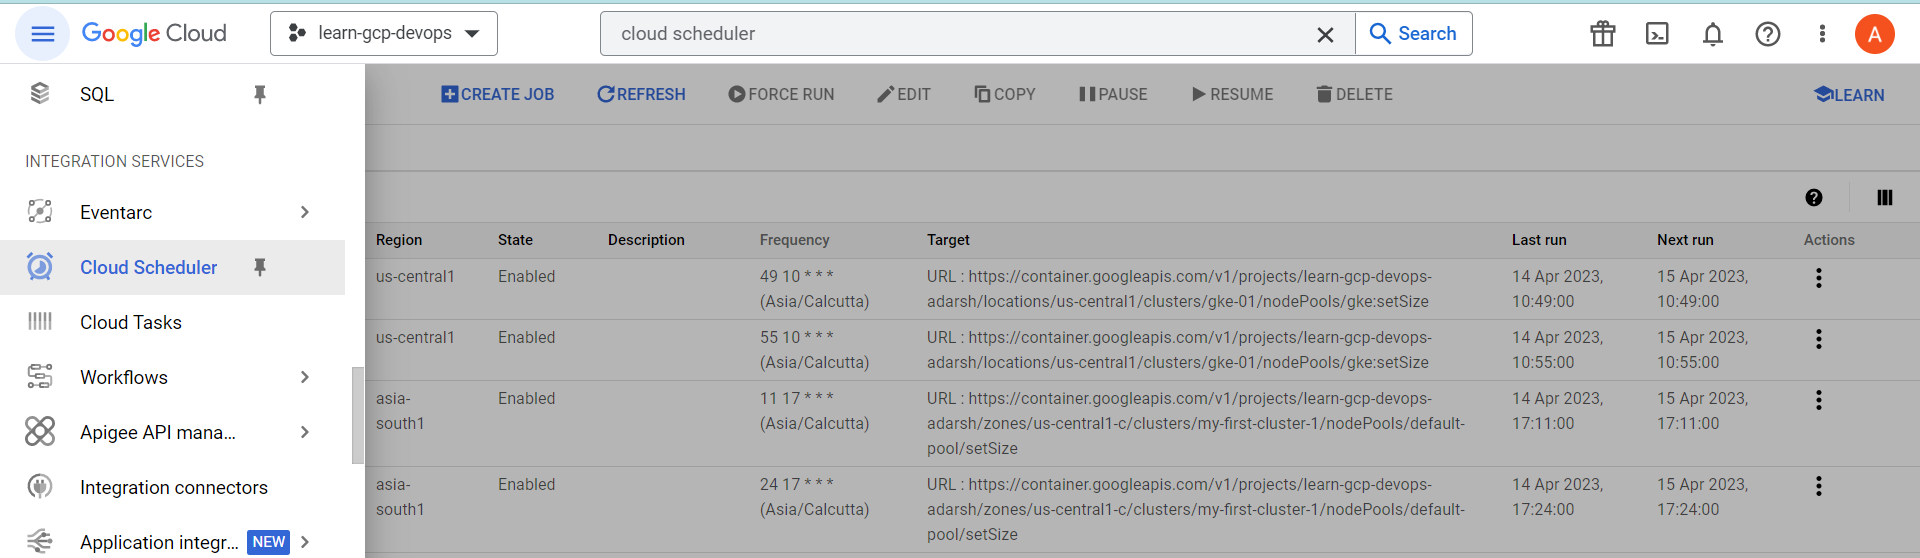 Google Cloud
learn-gcp-devops
cloud scheduler
Search
A
SQL
INTEGRATION SERVICES
Eventarc
Cloud Scheduler
Cloud Tasks
Workflows
Apigee API mana...
Integration connectors
Application integr... NEW
CREATE JOB REFRESH FORCE RUN EDIT COPY PAUSE RESUME DELETE LEARN
Region State Description Frequency Target Last run Next run Actions
us-central1 Enabled 49 10 * * * URL : https://container.googleapis.com/v1/projects/learn-gcp-devops- 14 Apr 2023, 15 Apr 2023,
(Asia/Calcutta) adarsh/locations/us-central1/clusters/gke-01/nodePools/gke:setSize 10:49:00 10:49:00
us-central1 Enabled 55 10 * * * URL : https://container.googleapis.com/v1/projects/learn-gcp-devops- 14 Apr 2023, 15 Apr 2023,
(Asia/Calcutta) adarsh/locations/us-central1/clusters/gke-01/nodePools/gke:setSize 10:55:00 10:55:00
asia- Enabled 11 17 * * * URL : https://container.googleapis.com/v1/projects/learn-gcp-devops- 14 Apr 2023, 15 Apr 2023,
south1 (Asia/Calcutta) adarsh/zones/us-central1-c/clusters/my-first-cluster-1/nodePools/default- 17:11:00 17:11:00
pool/setSize
asia- Enabled 24 17 * * * URL : https://container.googleapis.com/v1/projects/learn-gcp-devops- 14 Apr 2023, 15 Apr 2023,
south1 (Asia/Calcutta) adarsh/zones/us-central1-c/clusters/my-first-cluster-1/nodePools/default- 17:24:00 17:24:00
pool/setSize